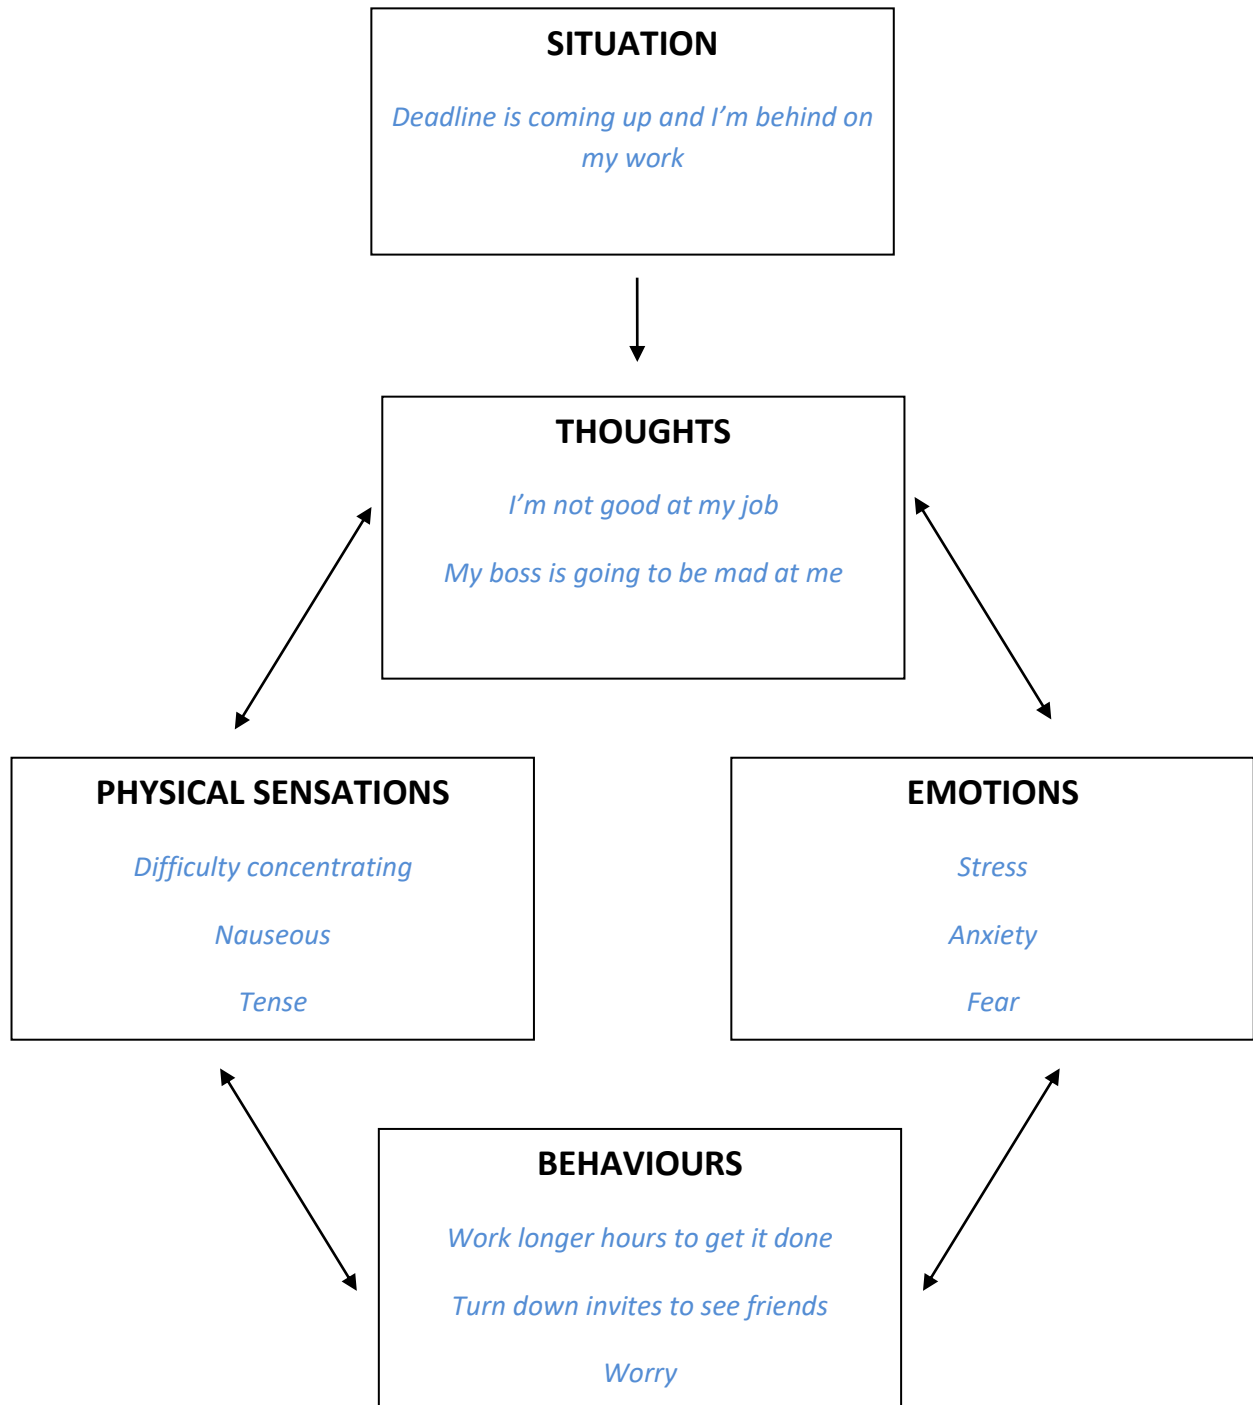 SITUATION
Deadline is coming up and I’m behind on
my work
THOUGHTS
I’m not good at my job
My boss is going to be mad at me
PHYSICAL SENSATIONS
Difficulty concentrating
Nauseous
Tense
EMOTIONS
Stress
Anxiety
Fear
BEHAVIOURS
Work longer hours to get it done
Turn down invites to see friends
Worry